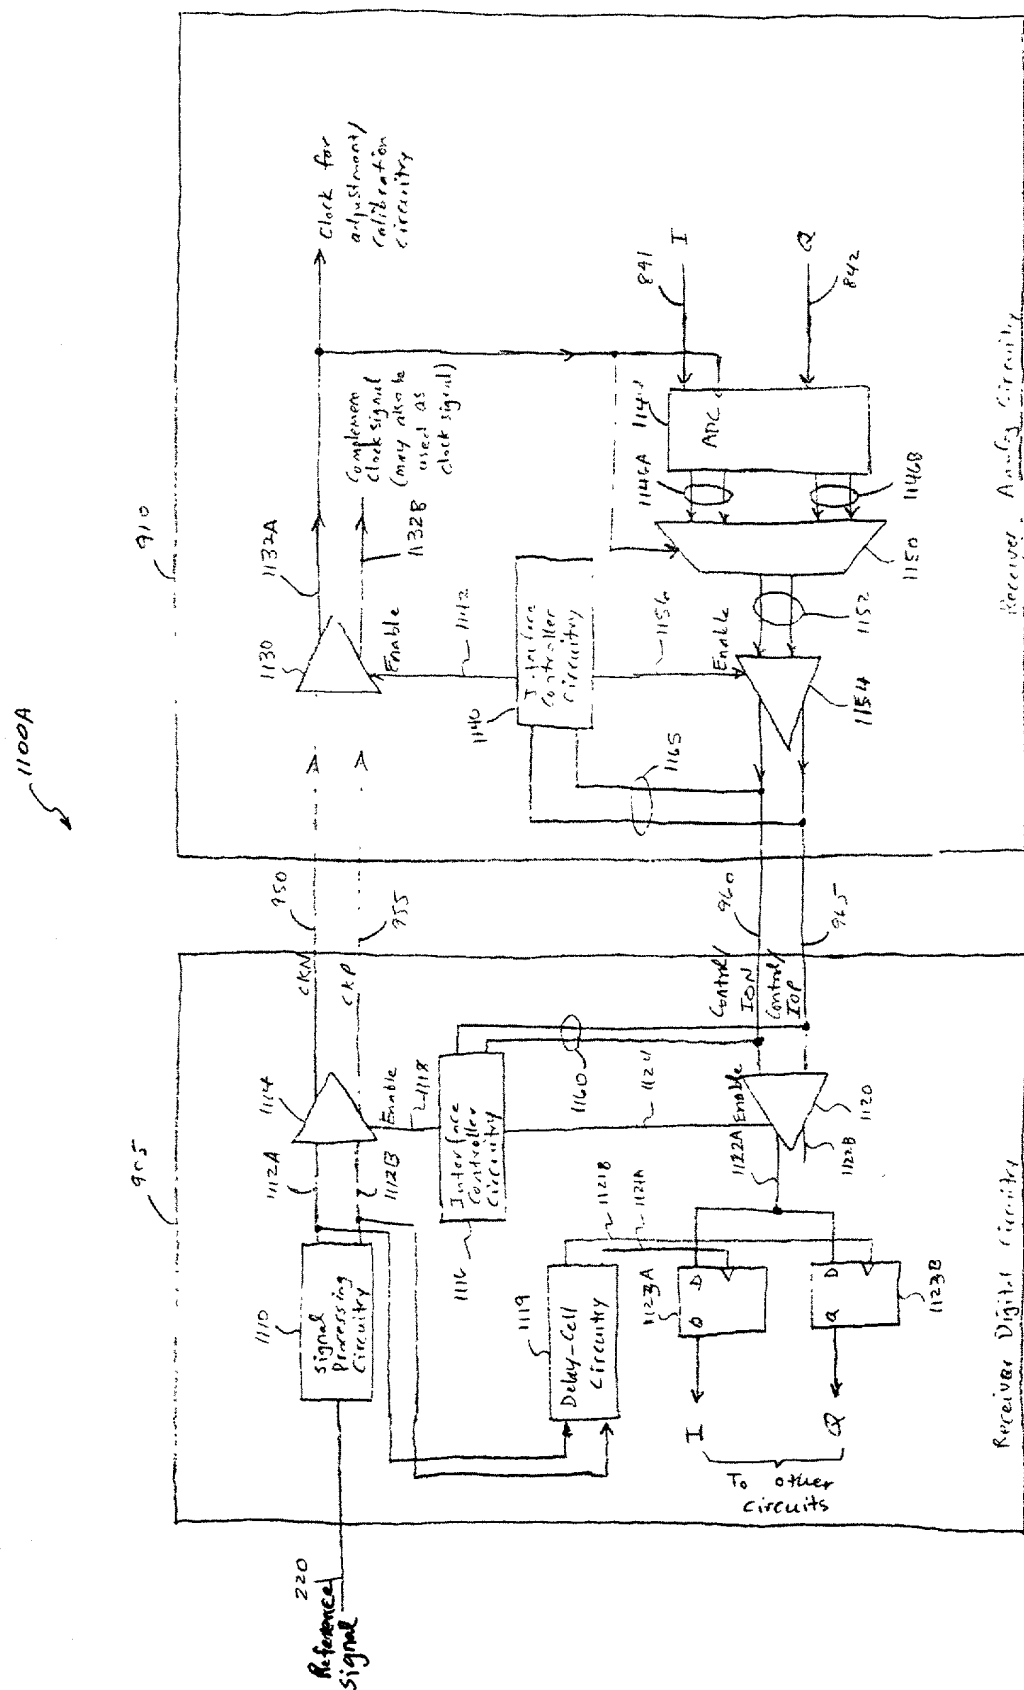 1100A
905
910
220
Reference
Signal
1110
Signal
Processing
Circuitry
1112A
1112B
1114
CKN
CKP
Enable
1118
950
955
1130
1132A
Clock for
adjustment/
calibration
circuitry
Complement
clock signal
(may also be
used as
clock signal)
1132B
Enable
1142
1116
Interface
Controller
Circuitry
1160
1140
Interface
Controller
Circuitry
1156
Enable
1165
1119
Delay-Cell
Circuitry
1121B
1121A
1122A
Enable
1120
1122B
1123A
D
Q
D
Q
1123B
I
Q
To other
circuits
Control/
ION
Control/
IOP
960
965
1154
1152
1150
1146A
1146B
ADC
841
I
842
Q
Receiver Digital Circuitry
Receiver Analog Circuitry